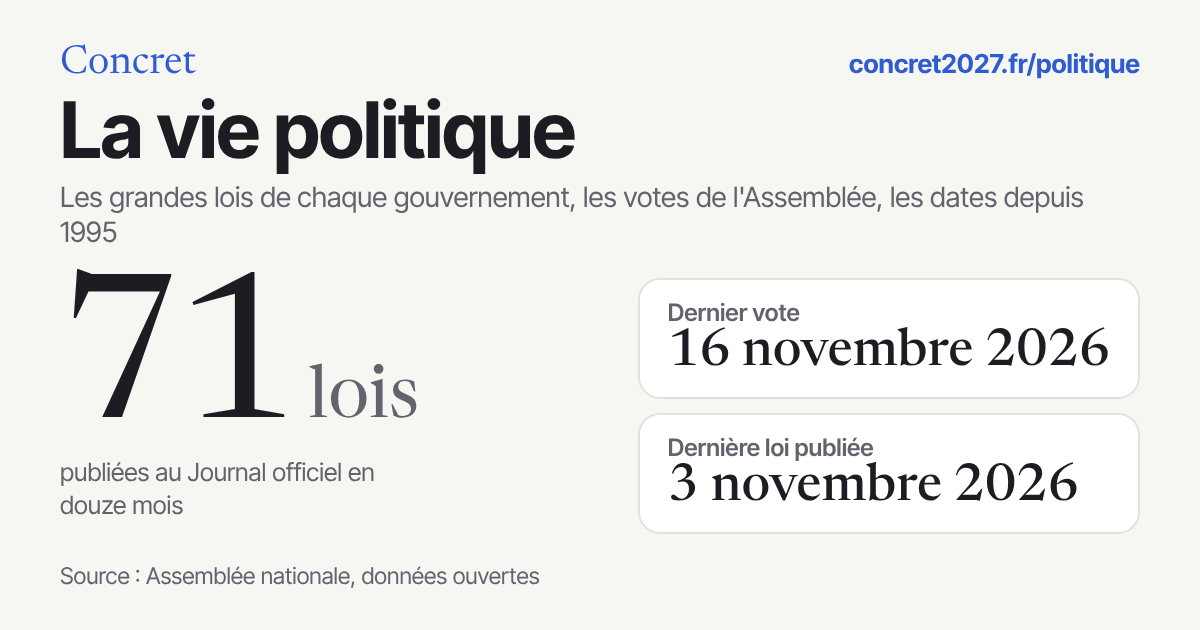 Concret
concret2027.fr/politique
La vie politique
Les grandes lois de chaque gouvernement, les votes de l'Assemblée, les dates depuis
1995
71 lois
publiées au Journal officiel en
douze mois
Dernier vote
16 novembre 2026
Dernière loi publiée
3 novembre 2026
Source : Assemblée nationale, données ouvertes